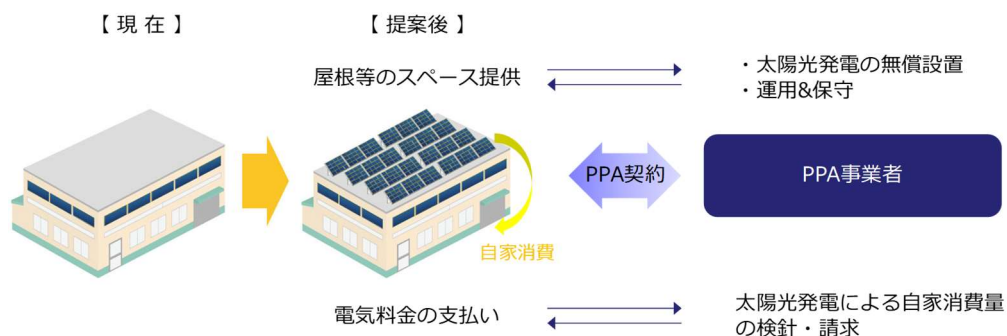 【 現 在 】
【 提案後 】
屋根等のスペース提供
・太陽光発電の無償設置
・運用&保守
PPA契約
PPA事業者
自家消費
電気料金の支払い
太陽光発電による自家消費量
の検針・請求